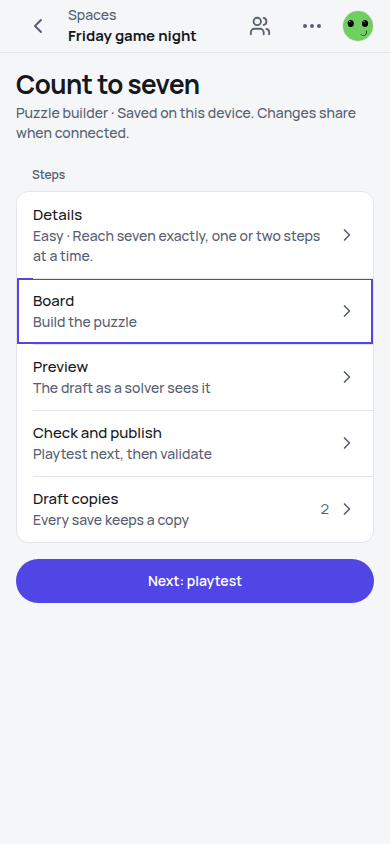 Spaces
Friday game night
Count to seven
Puzzle builder · Saved on this device. Changes share
when connected.
Steps
Details
Easy · Reach seven exactly, one or two steps
at a time.
Board
Build the puzzle
Preview
The draft as a solver sees it
Check and publish
Playtest next, then validate
Draft copies
Every save keeps a copy
2
Next: playtest